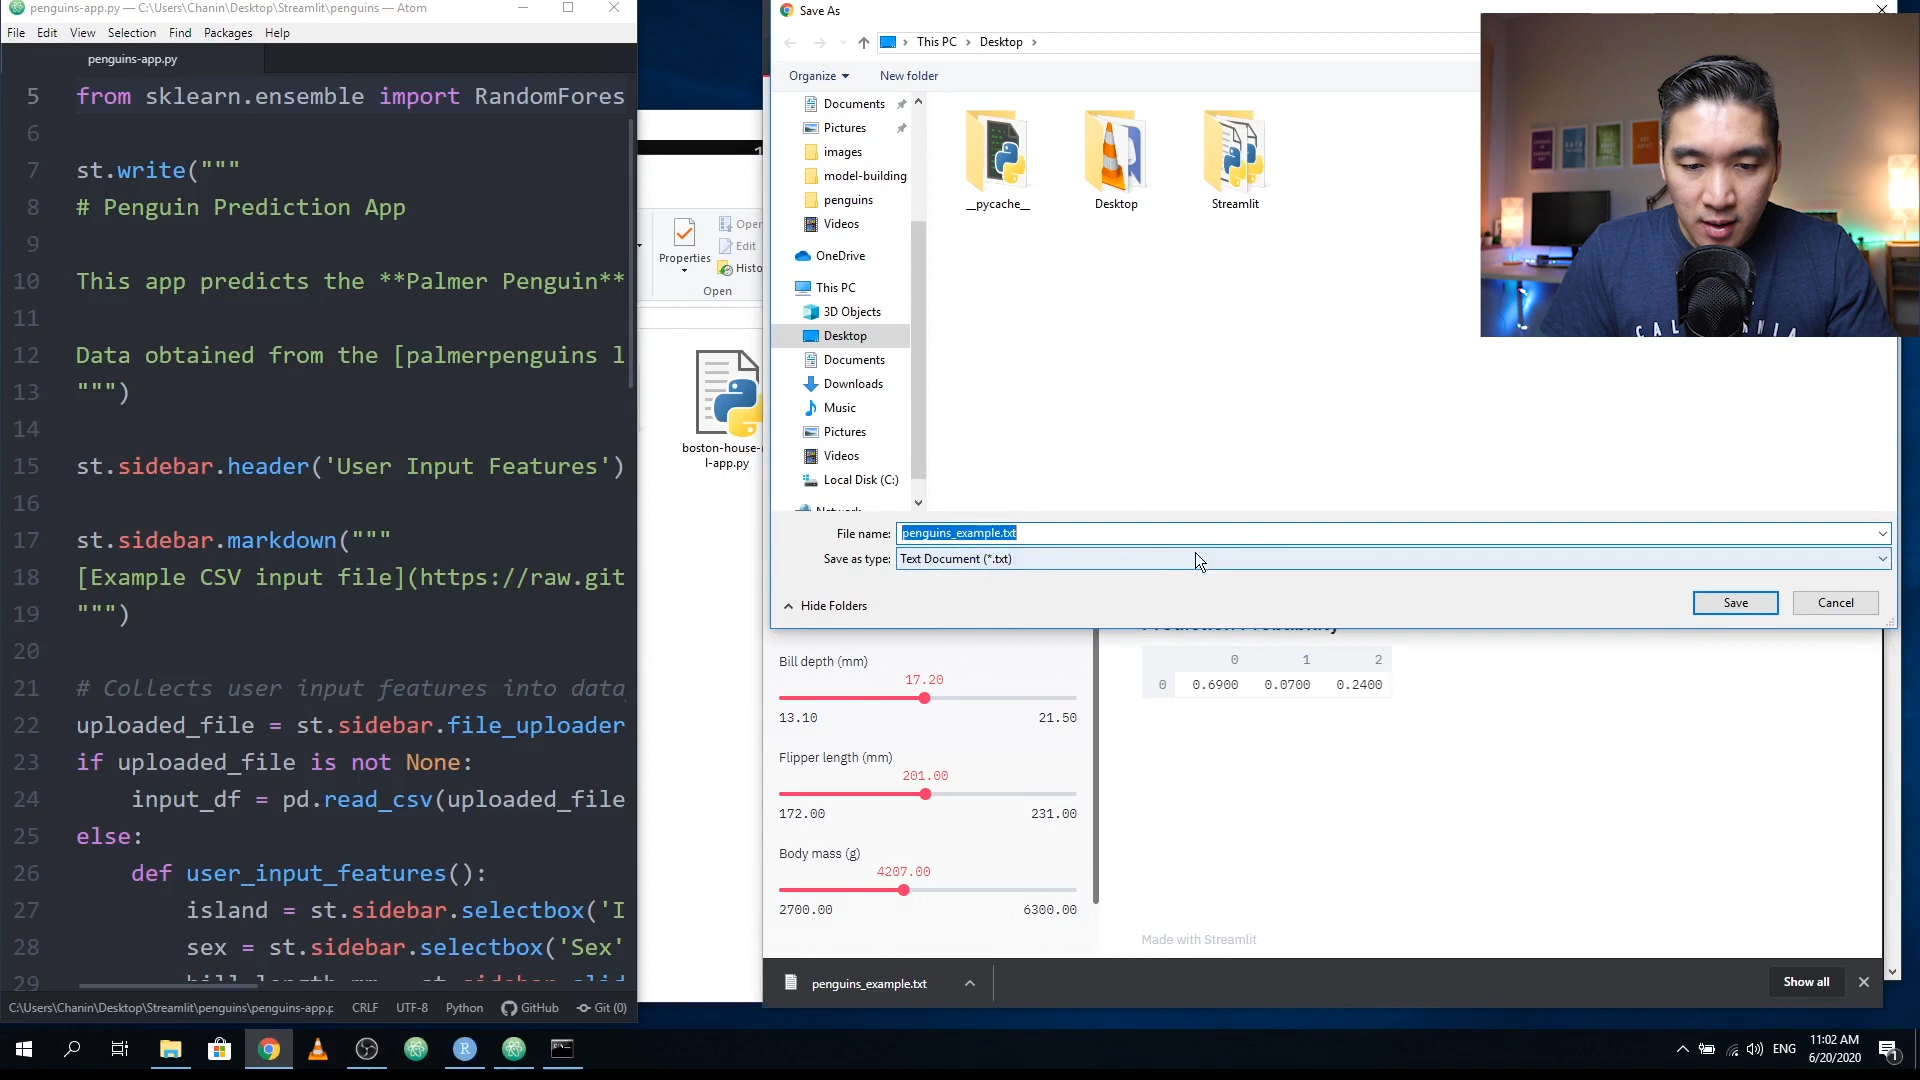 penguins-app.py — C:\Users\Chanin\Desktop\Streamlit\penguins — Atom
File Edit View Selection Find Packages Help
penguins-app.py
5 from sklearn.ensemble import RandomFores
6
7 st.write("""
8 # Penguin Prediction App
9
10 This app predicts the **Palmer Penguin**
11
12 Data obtained from the [palmerpenguins l
13 """)
14
15 st.sidebar.header('User Input Features')
16
17 st.sidebar.markdown("""
18 [Example CSV input file](https://raw.git
19 """)
20
21 # Collects user input features into data
22 uploaded_file = st.sidebar.file_uploader
23 if uploaded_file is not None:
24 input_df = pd.read_csv(uploaded_file
25 else:
26 def user_input_features():
27 island = st.sidebar.selectbox('I
28 sex = st.sidebar.selectbox('Sex'
29
C:\Users\Chanin\Desktop\Streamlit\penguins\penguins-app.p CRLF UTF-8 Python GitHub Git (0)
Properties
Open
Edit
Histo
Open
boston-house-
l-app.py
Save As
This PC > Desktop >
Organize New folder
Documents
Pictures
images
model-building
penguins
Videos
OneDrive
This PC
3D Objects
Desktop
Documents
Downloads
Music
Pictures
Videos
Local Disk (C:)
Network
__pycache__
Desktop
Streamlit
File name: penguins_example.txt
Save as type: Text Document (*.txt)
Hide Folders
Save Cancel
CALIFORNIA
Prediction Probability
0 1 2
0 0.6900 0.0700 0.2400
Bill depth (mm)
17.20
13.10 21.50
Flipper length (mm)
201.00
172.00 231.00
Body mass (g)
4207.00
2700.00 6300.00
Made with Streamlit
penguins_example.txt
Show all
ENG
11:02 AM
6/20/2020
1